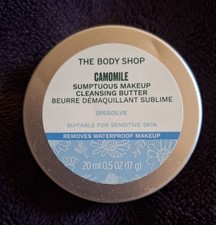 THE BODY SHOP
CAMOMILE
SUMPTUOUS MAKEUP
CLEANSING BUTTER
BEURRE DÉMAQUILLANT SUBLIME
DISSOLVE
SUITABLE FOR SENSITIVE SKIN
REMOVES WATERPROOF MAKEUP
20 ml 0.5 OZ (17 g)